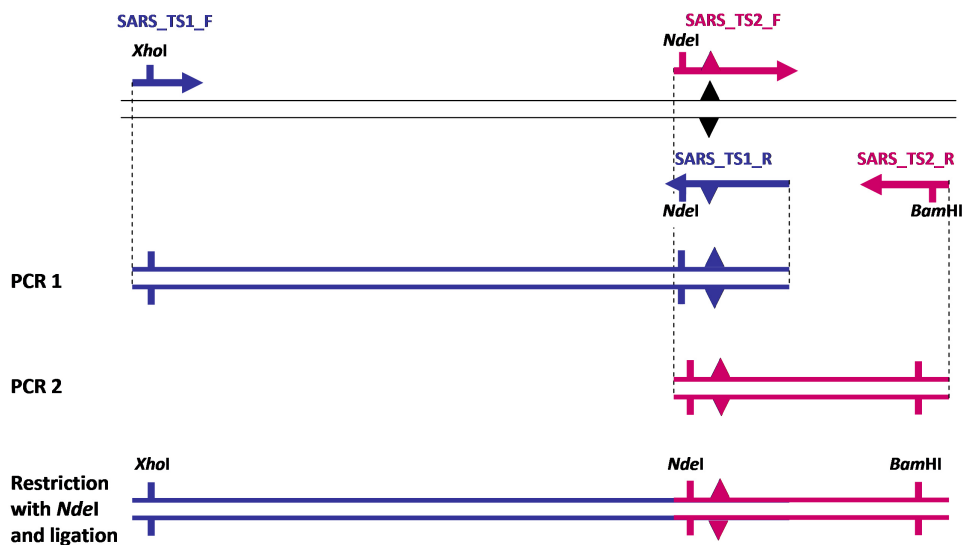 SARS_TS1_F
SARS_TS2_F
XhoI
NdeI
SARS_TS1_R
SARS_TS2_R
NdeI
BamHI
PCR 1
PCR 2
XhoI
NdeI
BamHI
Restriction
with NdeI
and ligation